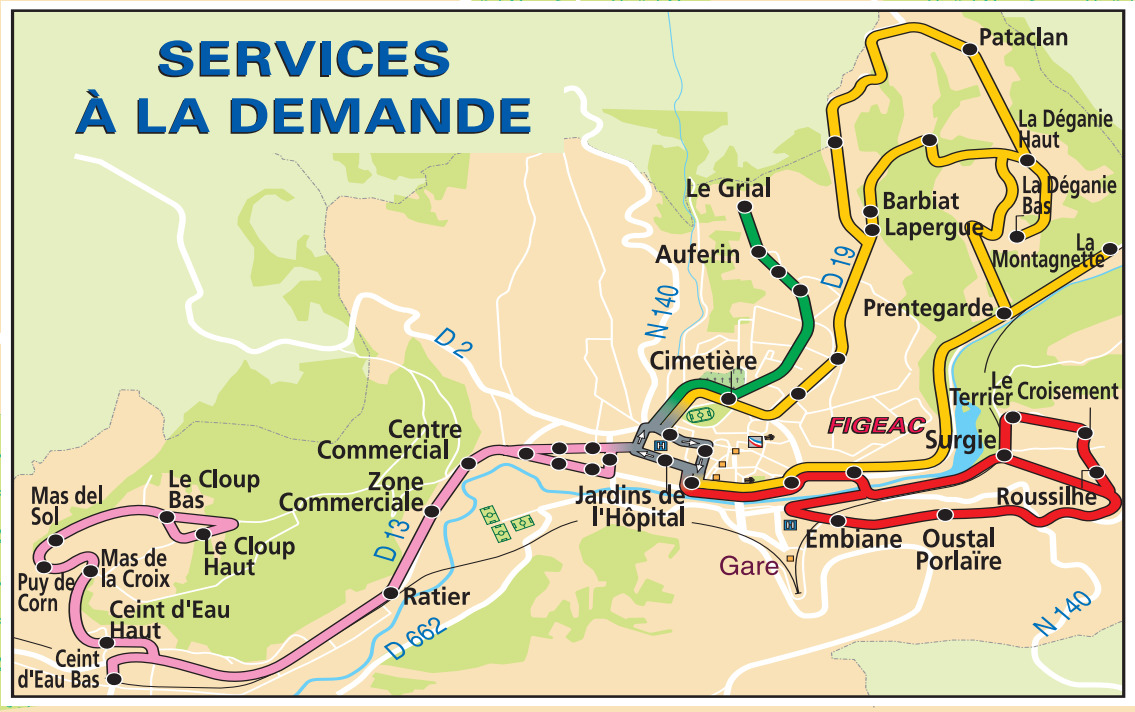 SERVICES
À LA DEMANDE
Pataclan
La Déganie
Haut
La Déganie
Bas
Le Grial
Barbiat
Lapergue
La
Montagnette
Auferin
D 19
N 140
Prentegarde
D 2
Cimetière
Le
Terrier
Croisement
FIGEAC
Surgie
Centre
Commercial
Zone
Commerciale
Le Cloup
Bas
Mas del
Sol
Jardins de
l'Hôpital
Roussilhe
D 13
Le Cloup
Haut
Embiane
Oustal
Porlaïre
Mas de
la Croix
Puy de
Corn
Gare
Ratier
Ceint d'Eau
Haut
N 140
D 662
Ceint
d'Eau Bas
H